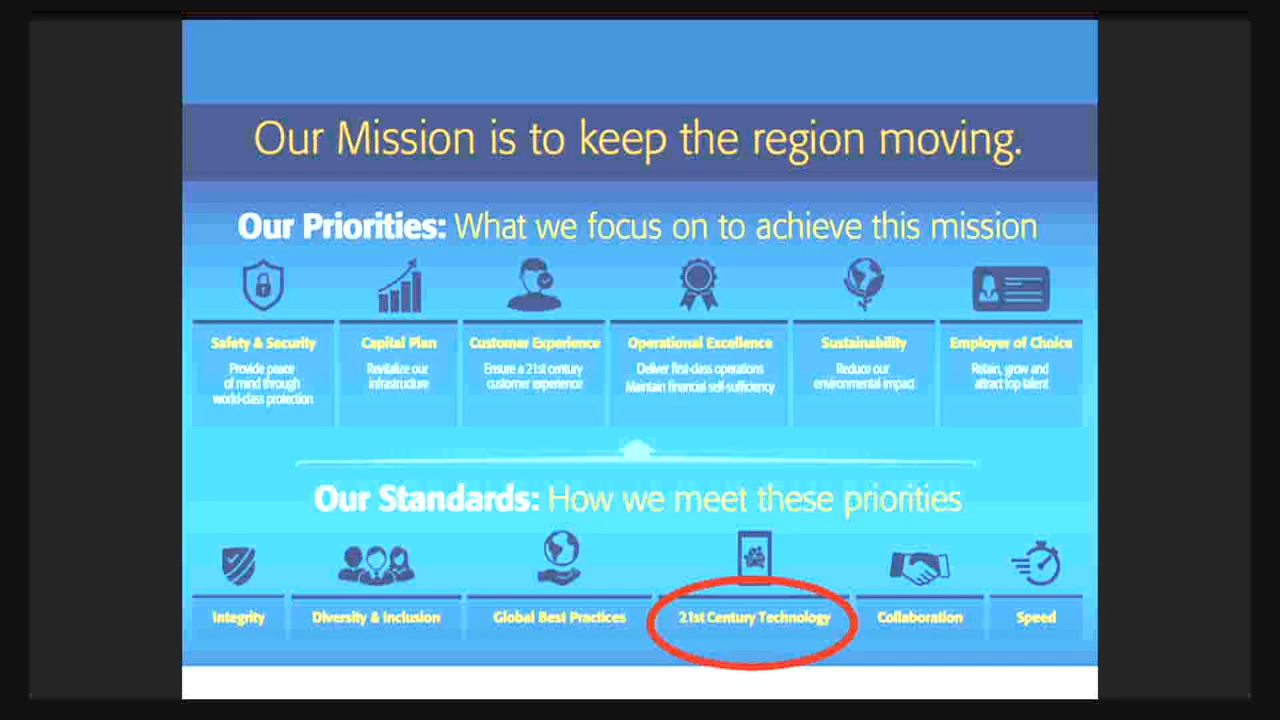 Our Mission is to keep the region moving.
Our Priorities: What we focus on to achieve this mission
Safety & Security
Provide peace
of mind through
world-class protection
Capital Plan
Revitalize our
infrastructure
Customer Experience
Ensure a 21st century
customer experience
Operational Excellence
Deliver first-class operations
Maintain financial self-sufficiency
Sustainability
Reduce our
environmental impact
Employer of Choice
Retain, grow and
attract top talent
Our Standards: How we meet these priorities
Integrity
Diversity & Inclusion
Global Best Practices
21st Century Technology
Collaboration
Speed